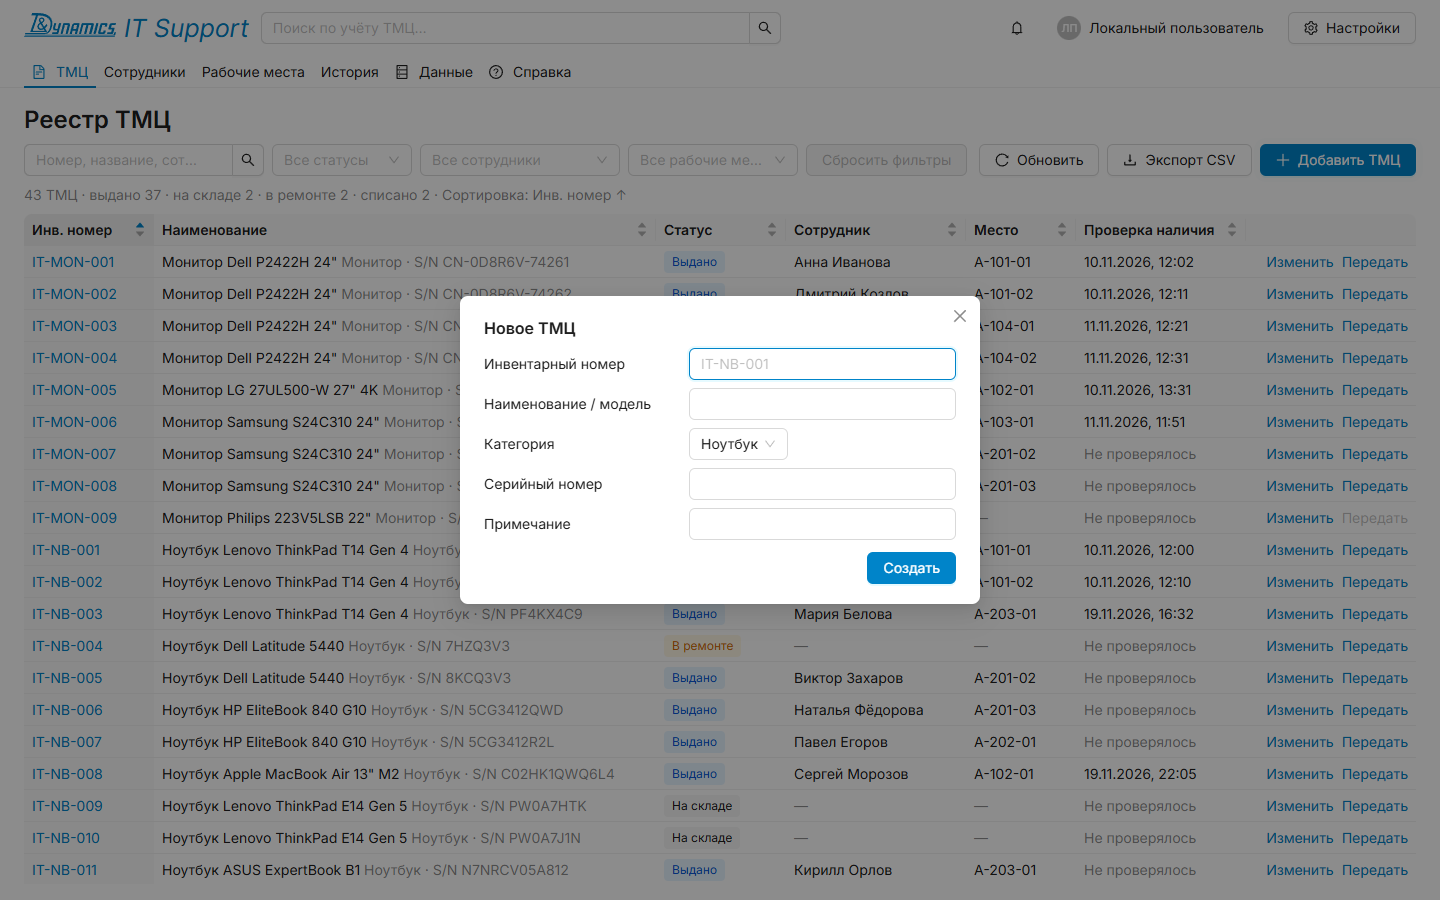 Dynamics IT Support
Поиск по учёту ТМЦ...
ЛП Локальный пользователь
Настройки
ТМЦ Сотрудники Рабочие места История Данные Справка
Реестр ТМЦ
Номер, название, сот... Все статусы Все сотрудники Все рабочие ме... Сбросить фильтры Обновить Экспорт CSV Добавить ТМЦ
43 ТМЦ · выдано 37 · на складе 2 · в ремонте 2 · списано 2 · Сортировка: Инв. номер ↑
Инв. номер Наименование Статус Сотрудник Место Проверка наличия
IT-MON-001 Монитор Dell P2422H 24" Монитор · S/N CN-0D8R6V-74261 Выдано Анна Иванова A-101-01 10.11.2026, 12:02 Изменить Передать
IT-MON-002 Монитор Dell P2422H 24" Монитор · S/N CN-0D8R6V-74262 Выдано Дмитрий Козлов A-101-02 10.11.2026, 12:11 Изменить Передать
IT-MON-003 Монитор Dell P2422H 24" Монитор · S/N CN A-104-01 11.11.2026, 12:21 Изменить Передать
IT-MON-004 Монитор Dell P2422H 24" Монитор · S/N CN A-104-02 11.11.2026, 12:31 Изменить Передать
IT-MON-005 Монитор LG 27UL500-W 27" 4K Монитор · S A-102-01 10.11.2026, 13:31 Изменить Передать
IT-MON-006 Монитор Samsung S24C310 24" Монитор · S A-103-01 11.11.2026, 11:51 Изменить Передать
IT-MON-007 Монитор Samsung S24C310 24" Монитор · S A-201-02 Не проверялось Изменить Передать
IT-MON-008 Монитор Samsung S24C310 24" Монитор · S A-201-03 Не проверялось Изменить Передать
IT-MON-009 Монитор Philips 223V5LSB 22" Монитор · S/ — Не проверялось Изменить Передать
IT-NB-001 Ноутбук Lenovo ThinkPad T14 Gen 4 Ноутбу A-101-01 10.11.2026, 12:00 Изменить Передать
IT-NB-002 Ноутбук Lenovo ThinkPad T14 Gen 4 Ноутбу A-101-02 10.11.2026, 12:10 Изменить Передать
IT-NB-003 Ноутбук Lenovo ThinkPad T14 Gen 4 Ноутбук · S/N PF4KX4C9 Выдано Мария Белова A-203-01 19.11.2026, 16:32 Изменить Передать
IT-NB-004 Ноутбук Dell Latitude 5440 Ноутбук · S/N 7HZQ3V3 В ремонте — — Не проверялось Изменить Передать
IT-NB-005 Ноутбук Dell Latitude 5440 Ноутбук · S/N 8KCQ3V3 Выдано Виктор Захаров A-201-02 Не проверялось Изменить Передать
IT-NB-006 Ноутбук HP EliteBook 840 G10 Ноутбук · S/N 5CG3412QWD Выдано Наталья Фёдорова A-201-03 Не проверялось Изменить Передать
IT-NB-007 Ноутбук HP EliteBook 840 G10 Ноутбук · S/N 5CG3412R2L Выдано Павел Егоров A-202-01 Не проверялось Изменить Передать
IT-NB-008 Ноутбук Apple MacBook Air 13" M2 Ноутбук · S/N C02HK1QWQ6L4 Выдано Сергей Морозов A-102-01 19.11.2026, 22:05 Изменить Передать
IT-NB-009 Ноутбук Lenovo ThinkPad E14 Gen 5 Ноутбук · S/N PW0A7HTK На складе — — Не проверялось Изменить Передать
IT-NB-010 Ноутбук Lenovo ThinkPad E14 Gen 5 Ноутбук · S/N PW0A7J1N На складе — — Не проверялось Изменить Передать
IT-NB-011 Ноутбук ASUS ExpertBook B1 Ноутбук · S/N N7NRCV05A812 Выдано Кирилл Орлов A-203-01 Не проверялось Изменить Передать
Новое ТМЦ
Инвентарный номер IT-NB-001
Наименование / модель
Категория Ноутбук
Серийный номер
Примечание
Создать